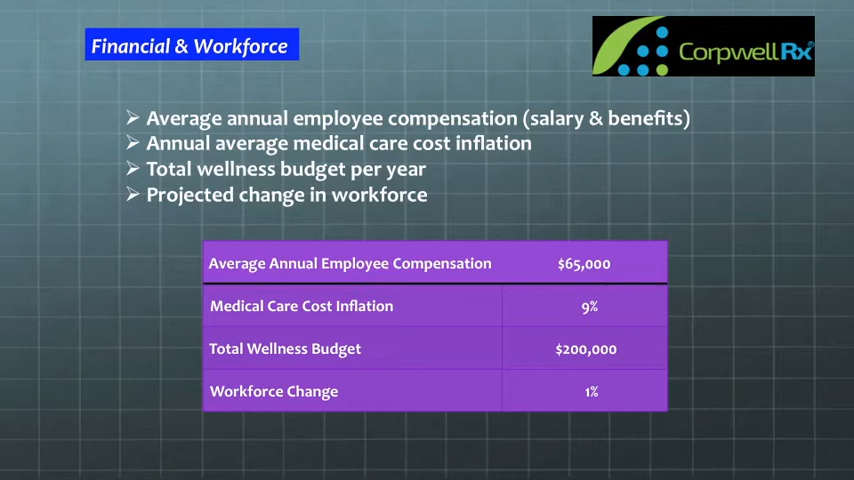 Financial & Workforce
CorpwellRx®
➢ Average annual employee compensation (salary & benefits)
➢ Annual average medical care cost inflation
➢ Total wellness budget per year
➢ Projected change in workforce
Average Annual Employee Compensation $65,000
Medical Care Cost Inflation 9%
Total Wellness Budget $200,000
Workforce Change 1%